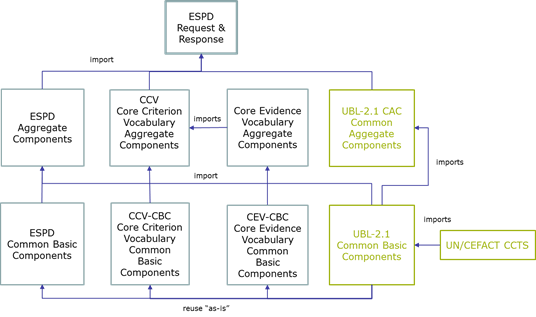 ESPD
Request &
Response
import
ESPD
Aggregate
Components
CCV
Core Criterion
Vocabulary
Aggregate
Components
imports
Core Evidence
Vocabulary
Aggregate
Components
UBL-2.1 CAC
Common
Aggegate
Components
imports
import
ESPD
Common Basic
Components
CCV-CBC
Core Criterion
Vocabulary
Common
Basic
Components
CEV-CBC
Core Evidence
Vocabulary
Common
Basic
Components
UBL-2.1
Common Basic
Components
imports
UN/CEFACT CCTS
reuse "as-is"